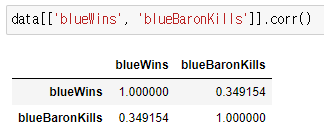 data[['blueWins', 'blueBaronKills']].corr()
blueWins blueBaronKills
blueWins 1.000000 0.349154
blueBaronKills 0.349154 1.000000